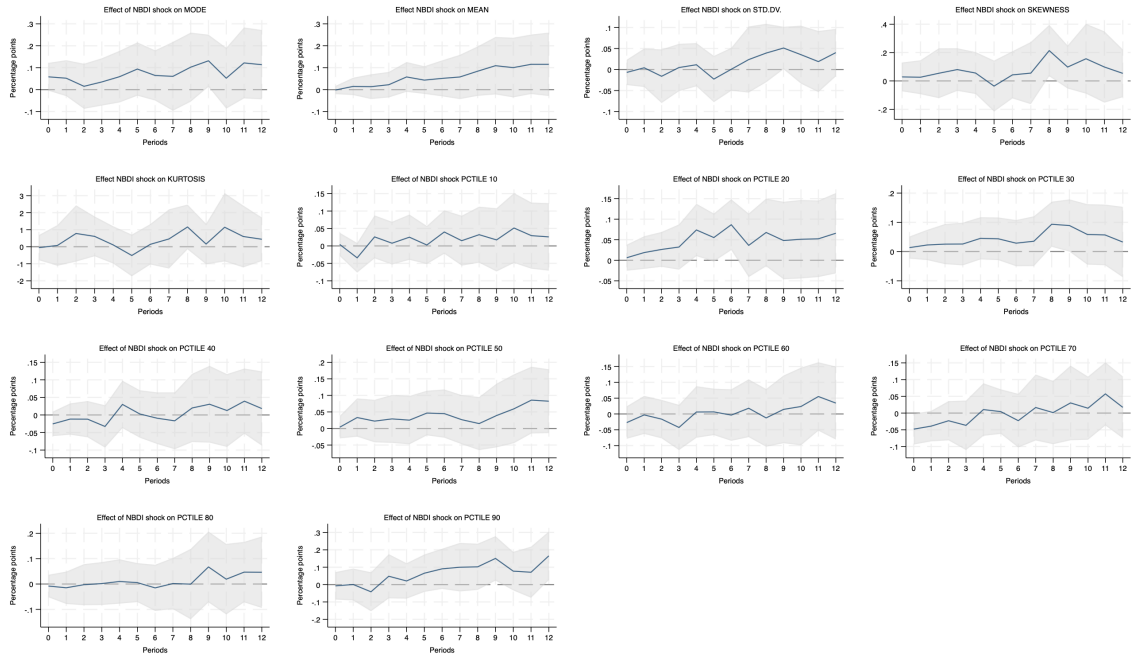 Effect of NBDI shock on MODE
Percentage points
.3
.2
.1
0
-.1
0 1 2 3 4 5 6 7 8 9 10 11 12
Periods
Effect of NBDI shock on MEAN
Percentage points
.3
.2
.1
0
-.1
0 1 2 3 4 5 6 7 8 9 10 11 12
Periods
Effect NBDI shock on STD.DV.
Percentage points
.1
.05
0
.05
.1
0 1 2 3 4 5 6 7 8 9 10 11 12
Periods
Effect of NBDI shock on SKEWNESS
Percentage points
.4
.2
0
-.2
0 1 2 3 4 5 6 7 8 9 10 11 12
Periods
Effect NBDI shock on KURTOSIS
Percentage points
3
2
1
0
-2
0 1 2 3 4 5 6 7 8 9 10 11 12
Periods
Effect of NBDI shock PCTILE 10
Percentage points
.15
.1
.05
0
.05
-.1
0 1 2 3 4 5 6 7 8 9 10 11 12
Periods
Effect of NBDI shock on PCTILE 20
Percentage points
.15
.1
.05
0
-.05
0 1 2 3 4 5 6 7 8 9 10 11 12
Periods
Effect of NBDI shock on PCTILE 30
Percentage points
.2
.1
0
-.1
0 1 2 3 4 5 6 7 8 9 10 11 12
Periods
Effect of NBDI shock on PCTILE 40
Percentage points
.15
.1
.05
0
-.05
-.1
0 1 2 3 4 5 6 7 8 9 10 11 12
Periods
Effect of NBDI shock on PCTILE 50
Percentage points
.2
.15
.1
.05
0
-.05
0 1 2 3 4 5 6 7 8 9 10 11 12
Periods
Effect of NBDI shock on PCTILE 60
Percentage points
.15
.1
.05
0
.05
-.1
0 1 2 3 4 5 6 7 8 9 10 11 12
Periods
Effect of NBDI shock on PCTILE 70
Percentage points
.15
.1
.05
0
-.05
-.1
0 1 2 3 4 5 6 7 8 9 10 11 12
Periods
Effect of NBDI shock on PCTILE 80
Percentage points
.2
.1
0
-.1
0 1 2 3 4 5 6 7 8 9 10 11 12
Periods
Effect of NBDI shock on PCTILE 90
Percentage points
.3
.2
.1
0
-.1
-.2
0 1 2 3 4 5 6 7 8 9 10 11 12
Periods